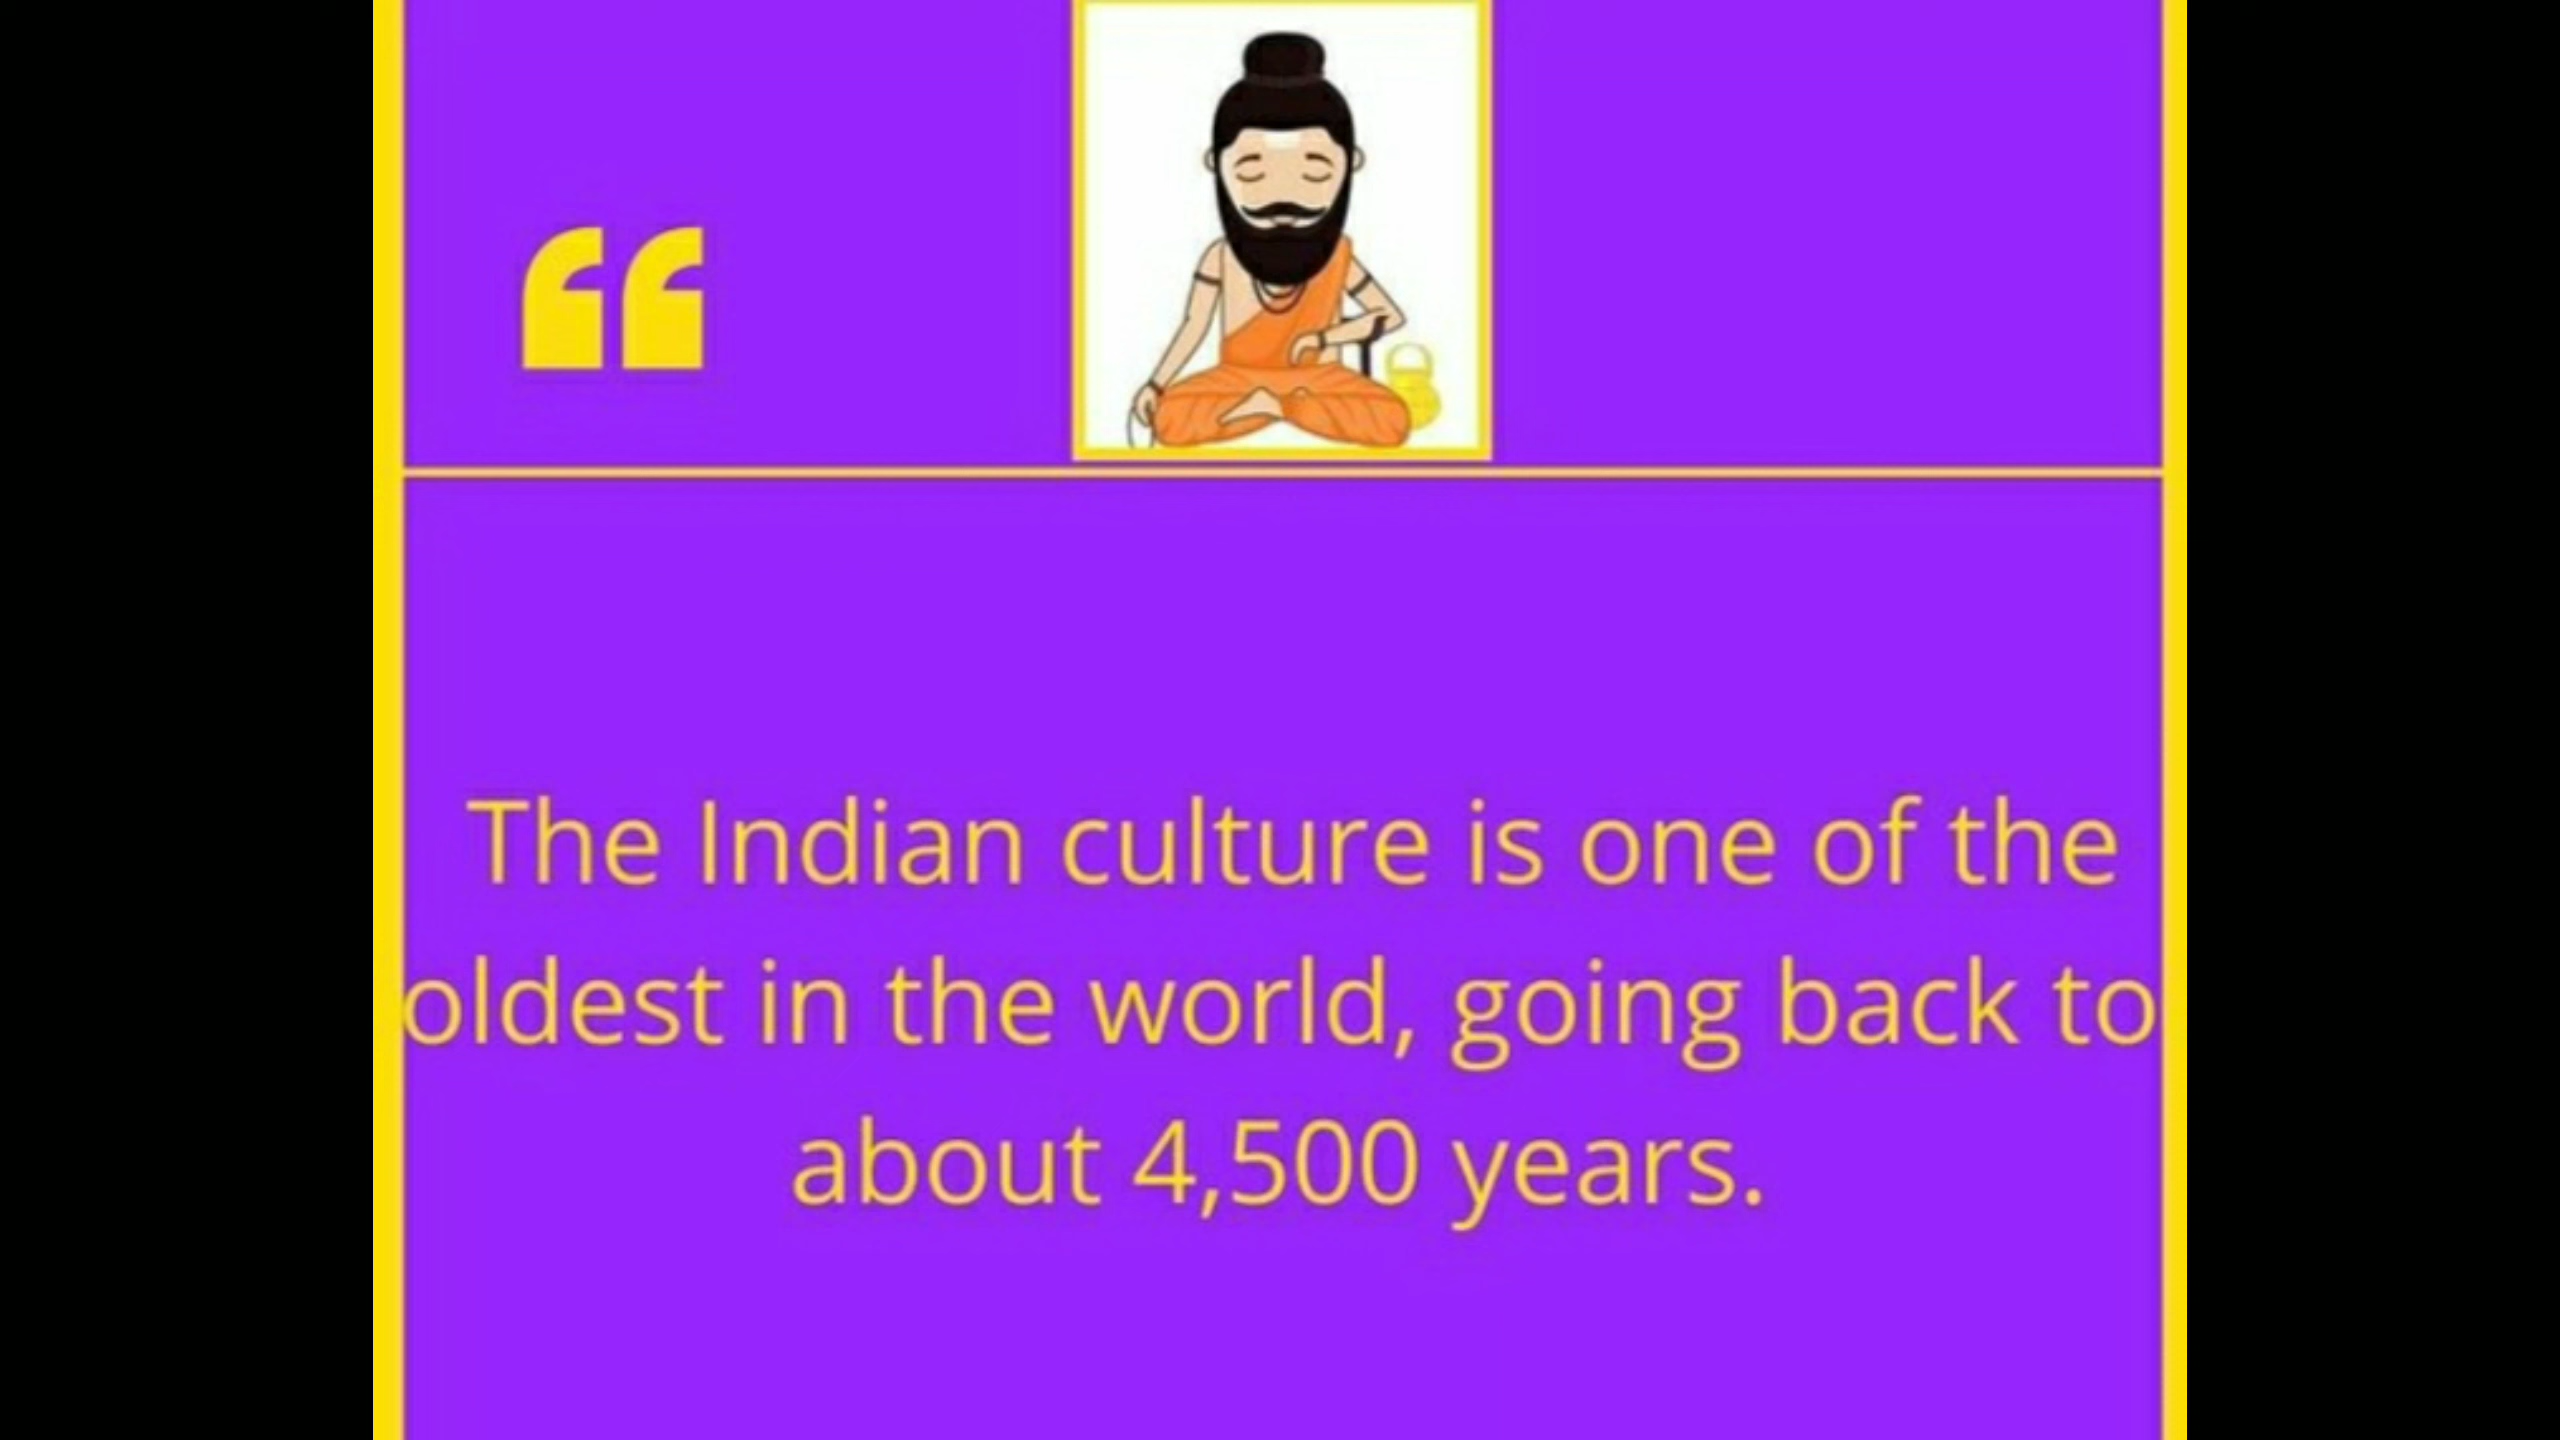 “
The Indian culture is one of the
oldest in the world, going back to
about 4,500 years.